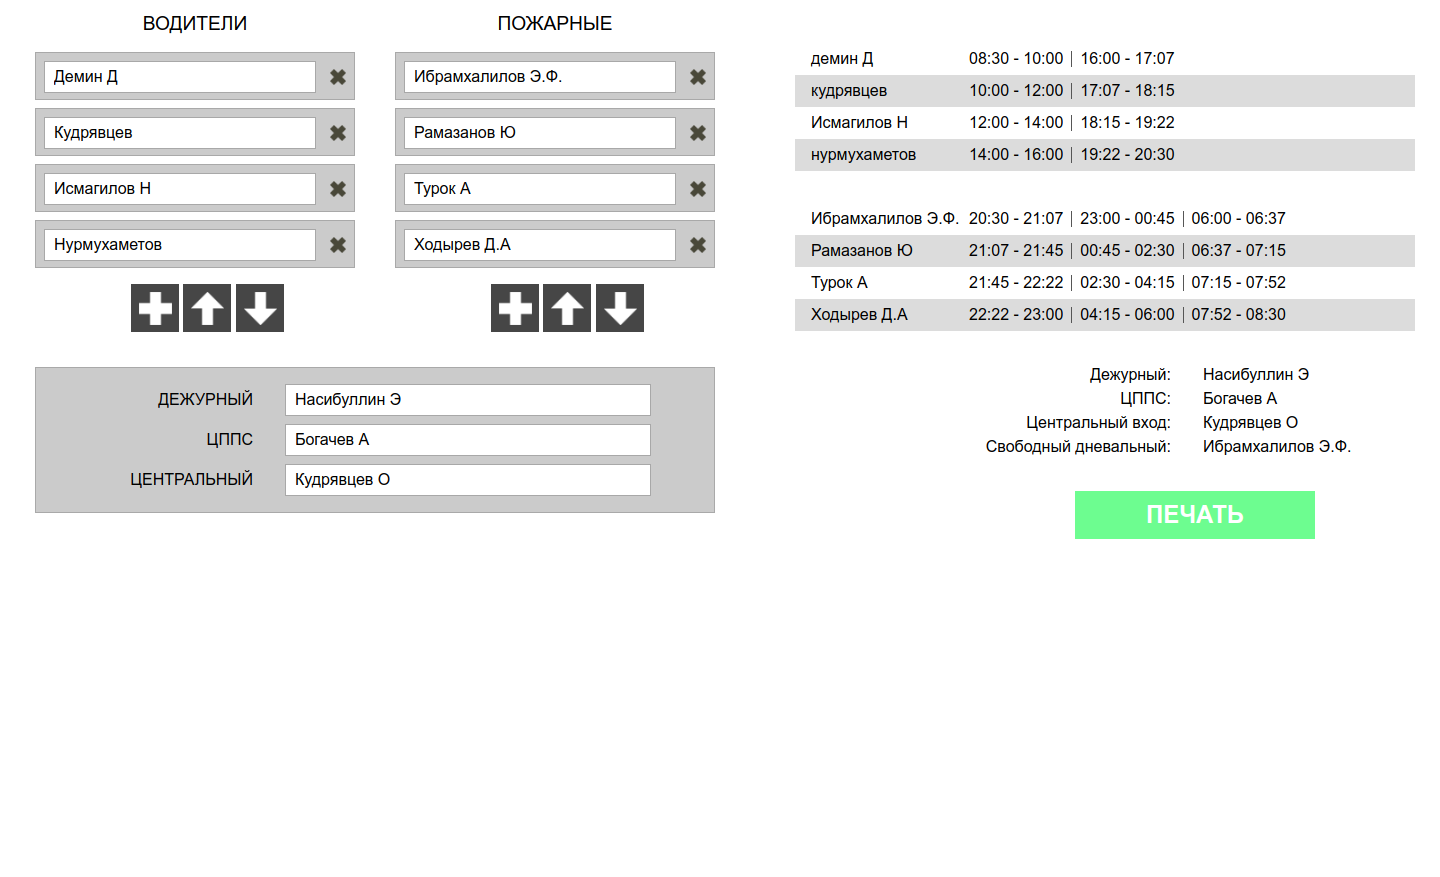 ВОДИТЕЛИ
Демин Д
Кудрявцев
Исмагилов Н
Нурмухаметов
ПОЖАРНЫЕ
Ибрамхалилов Э.Ф.
Рамазанов Ю
Турок А
Ходырев Д.А
ДЕЖУРНЫЙ Насибуллин Э
ЦППС Богачев А
ЦЕНТРАЛЬНЫЙ Кудрявцев О
демин Д 08:30 - 10:00 | 16:00 - 17:07
кудрявцев 10:00 - 12:00 | 17:07 - 18:15
Исмагилов Н 12:00 - 14:00 | 18:15 - 19:22
нурмухаметов 14:00 - 16:00 | 19:22 - 20:30
Ибрамхалилов Э.Ф. 20:30 - 21:07 | 23:00 - 00:45 | 06:00 - 06:37
Рамазанов Ю 21:07 - 21:45 | 00:45 - 02:30 | 06:37 - 07:15
Турок А 21:45 - 22:22 | 02:30 - 04:15 | 07:15 - 07:52
Ходырев Д.А 22:22 - 23:00 | 04:15 - 06:00 | 07:52 - 08:30
Дежурный: Насибуллин Э
ЦППС: Богачев А
Центральный вход: Кудрявцев О
Свободный дневальный: Ибрамхалилов Э.Ф.
ПЕЧАТЬ